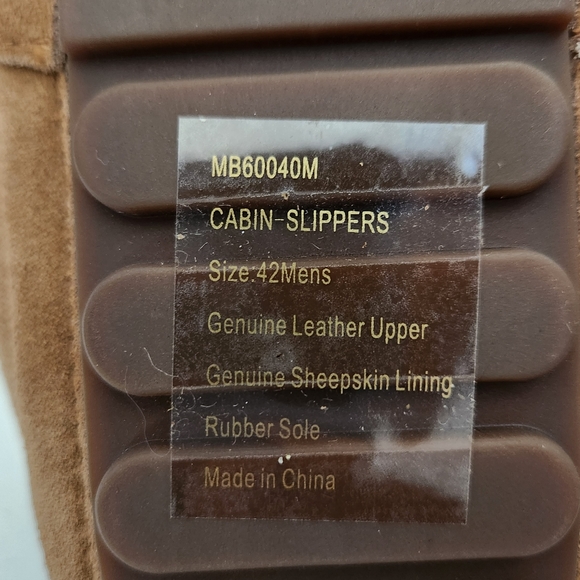 MB60040M
CABIN-SLIPPERS
Size:42Mens
Genuine Leather Upper
Genuine Sheepskin Lining
Rubber Sole
Made in China